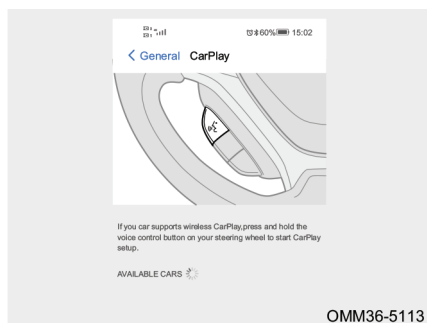 60% 15:02
General CarPlay
If you car supports wireless CarPlay,press and hold the
voice control button on your steering wheel to start CarPlay
setup.
AVAILABLE CARS
OMM36-5113